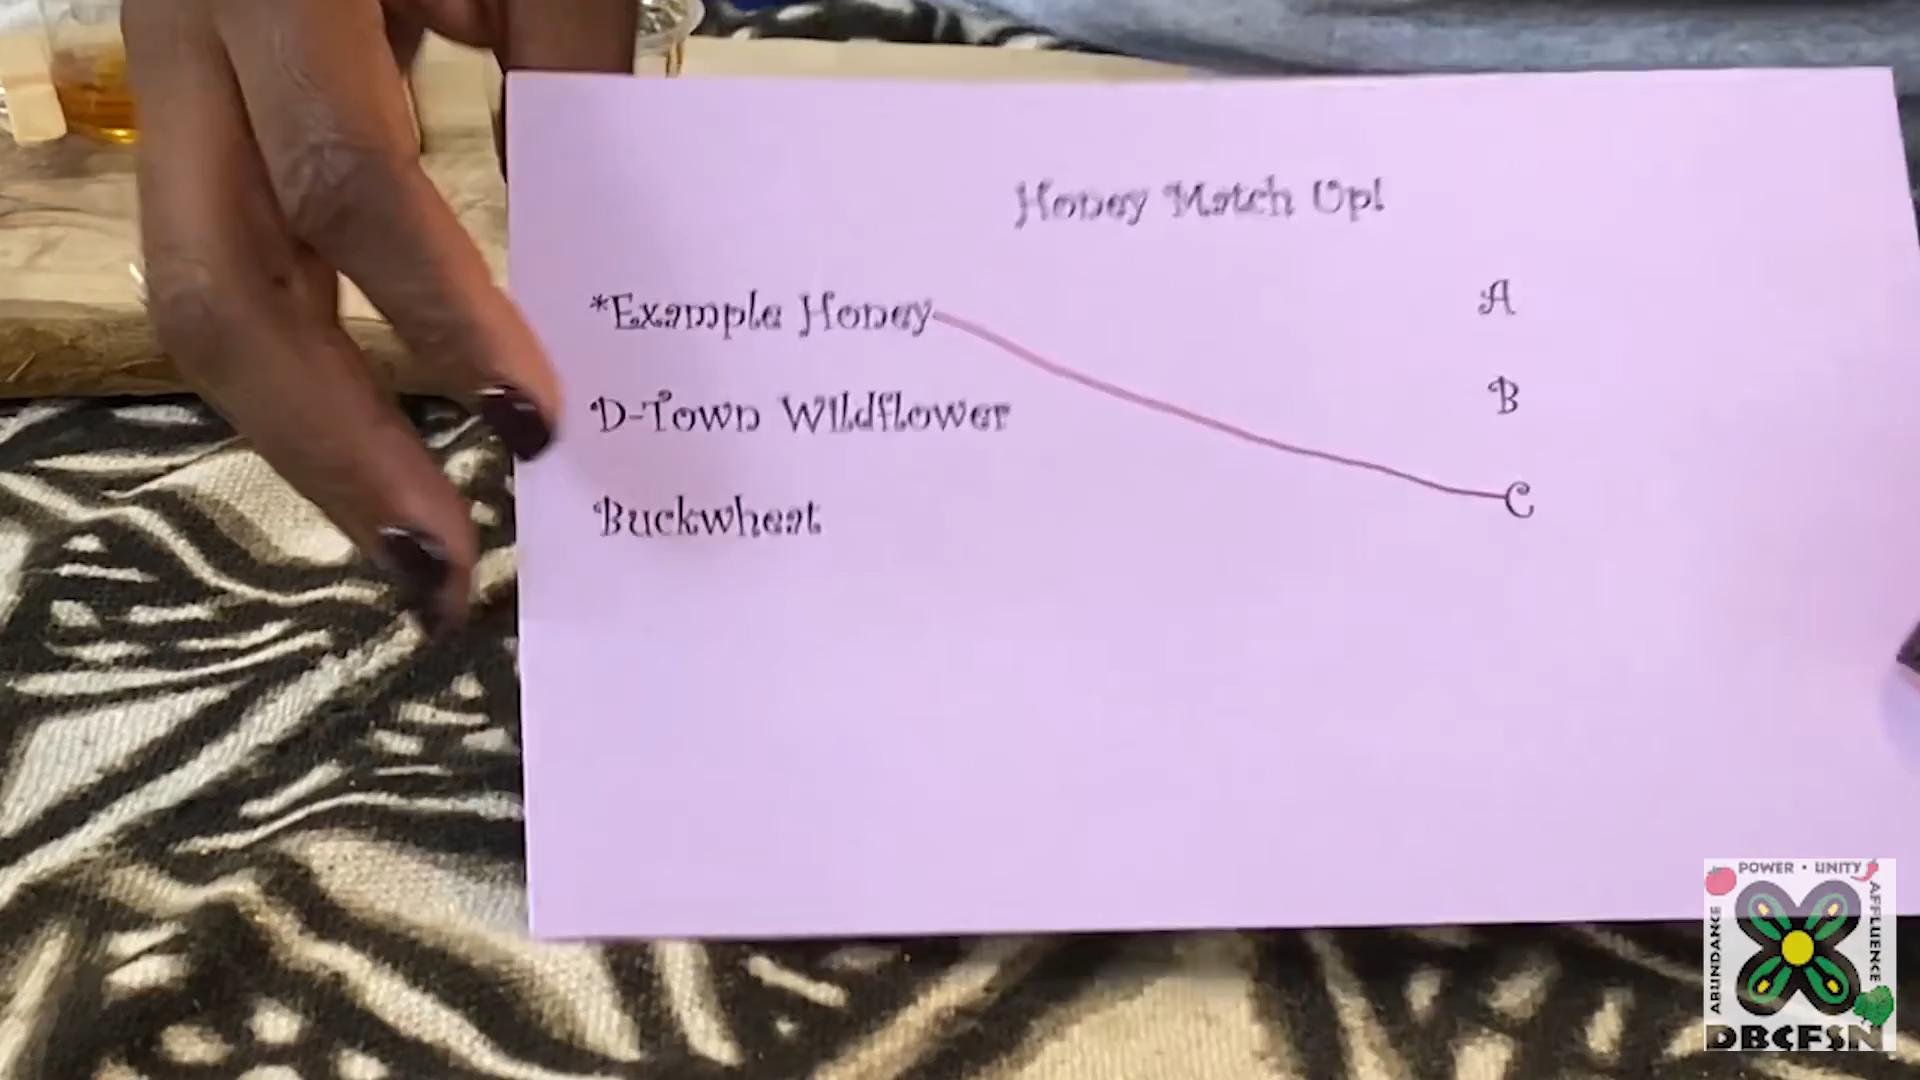 Honey Match Up!
*Example Honey A
D-Town Wildflower B
Buckwheat C
POWER • UNITY
ABUNDANCE
AFFLUENCE
DBCFSN